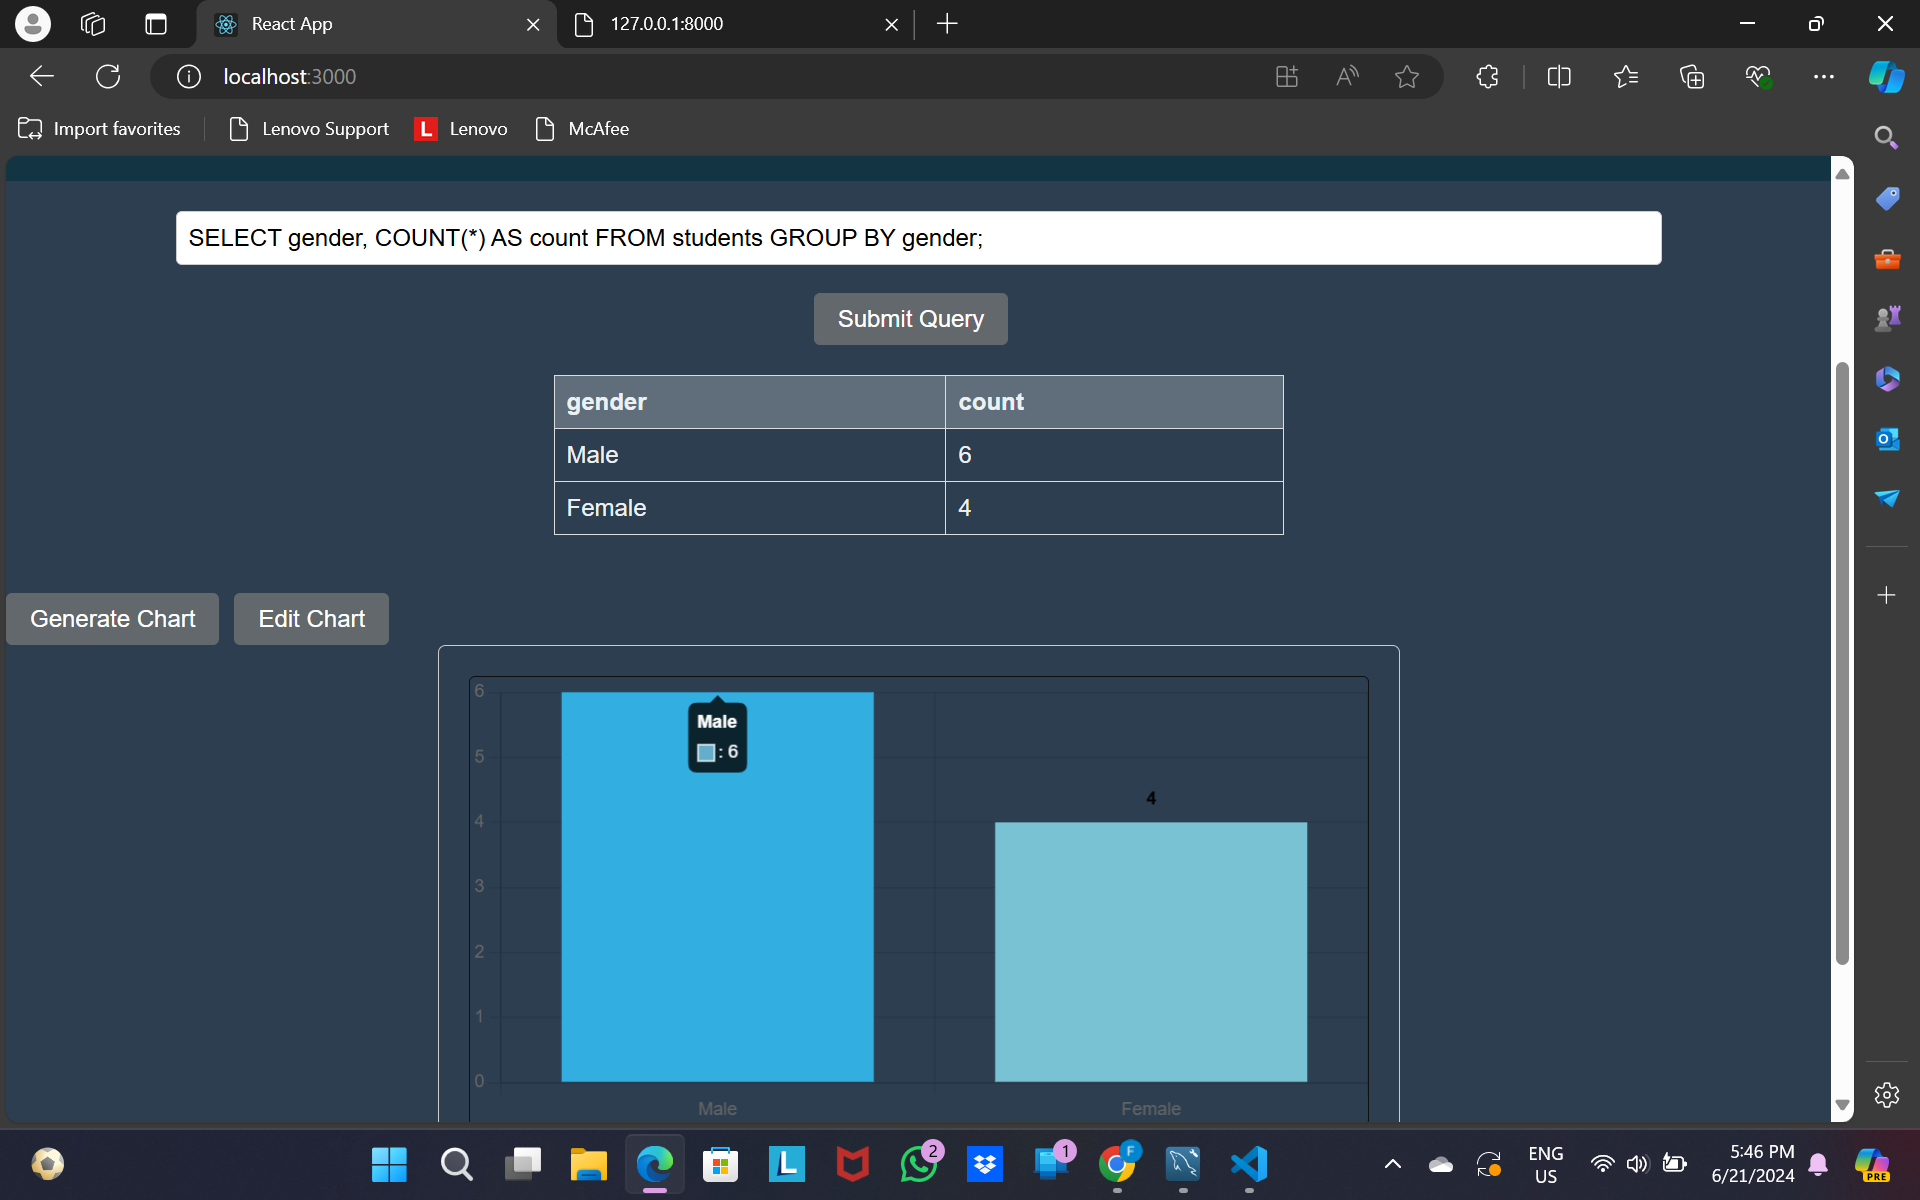 React App
127.0.0.1:8000
localhost:3000
Import favorites
Lenovo Support
L
Lenovo
McAfee
SELECT gender, COUNT(*) AS count FROM students GROUP BY gender;
Submit Query
gender count
Male 6
Female 4
Generate Chart
Edit Chart
6
5
4
3
2
1
0
Male
: 6
4
Male
Female
L
2
1
F
ENG
US
5:46 PM
6/21/2024
PRE